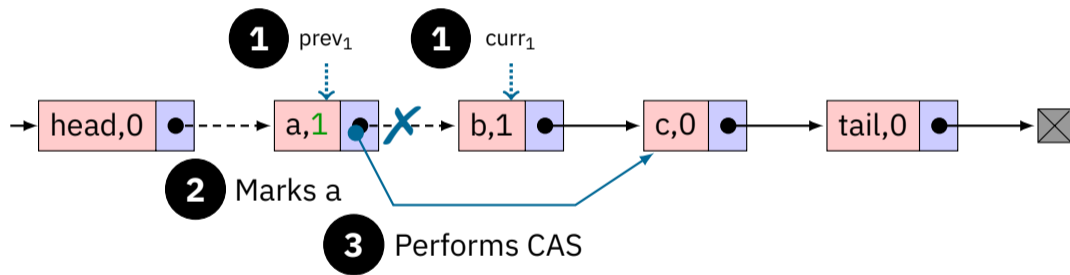 1 prev₁ 1 curr₁
head,0 a,1 b,1 c,0 tail,0
2 Marks a
3 Performs CAS